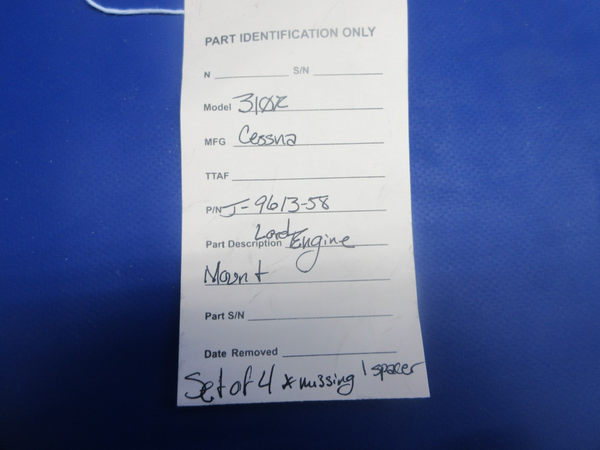 PART IDENTIFICATION ONLY
N S/N
Model 310R
MFG Cessna
TTAF
P/N J-9613-58
Lord
Part Description Engine
Mount
Part S/N
Date Removed
Set of 4 * missing 1 spacer